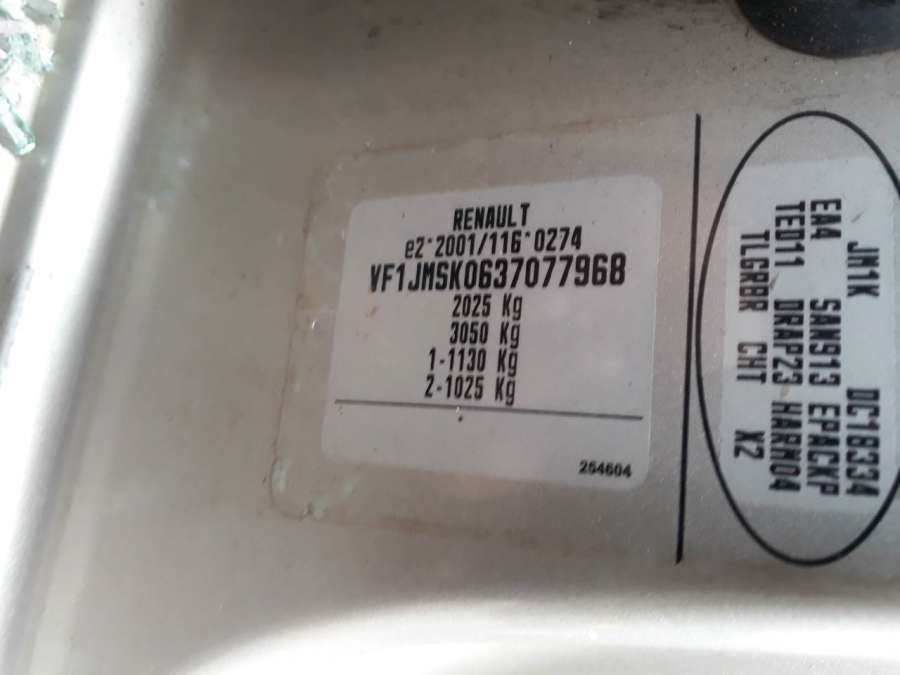 RENAULT
e2*2001/116*0274
VF1JMSK0637077968
2025 Kg
3050 Kg
1-1130 Kg
2-1025 Kg
254604
JM1K DC18334
EA4 SAN913 EPACKP
TED11 DRAP23 HARN04
TLGRBR CHT X2